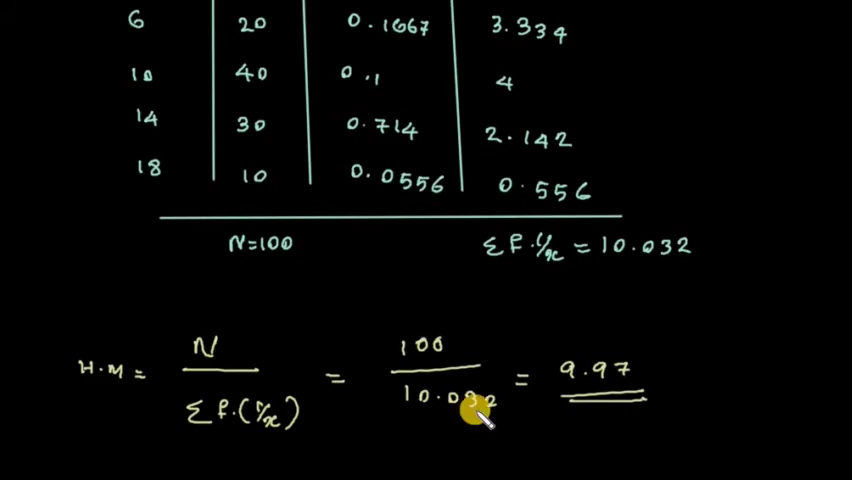 6 20 0.1667 3.334
10 40 0.1 4
14 30 0.714 2.142
18 10 0.0556 0.556
N=100 Σf.1/x = 10.032
H.M = N / Σf.(1/x) = 100 / 10.032 = 9.97